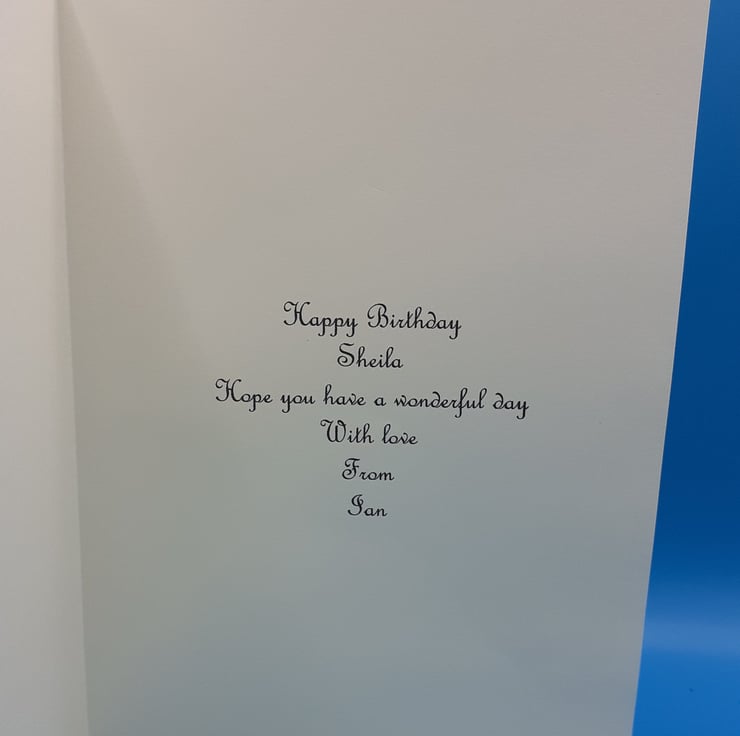 Happy Birthday
Sheila
Hope you have a wonderful day
With love
From
Ian